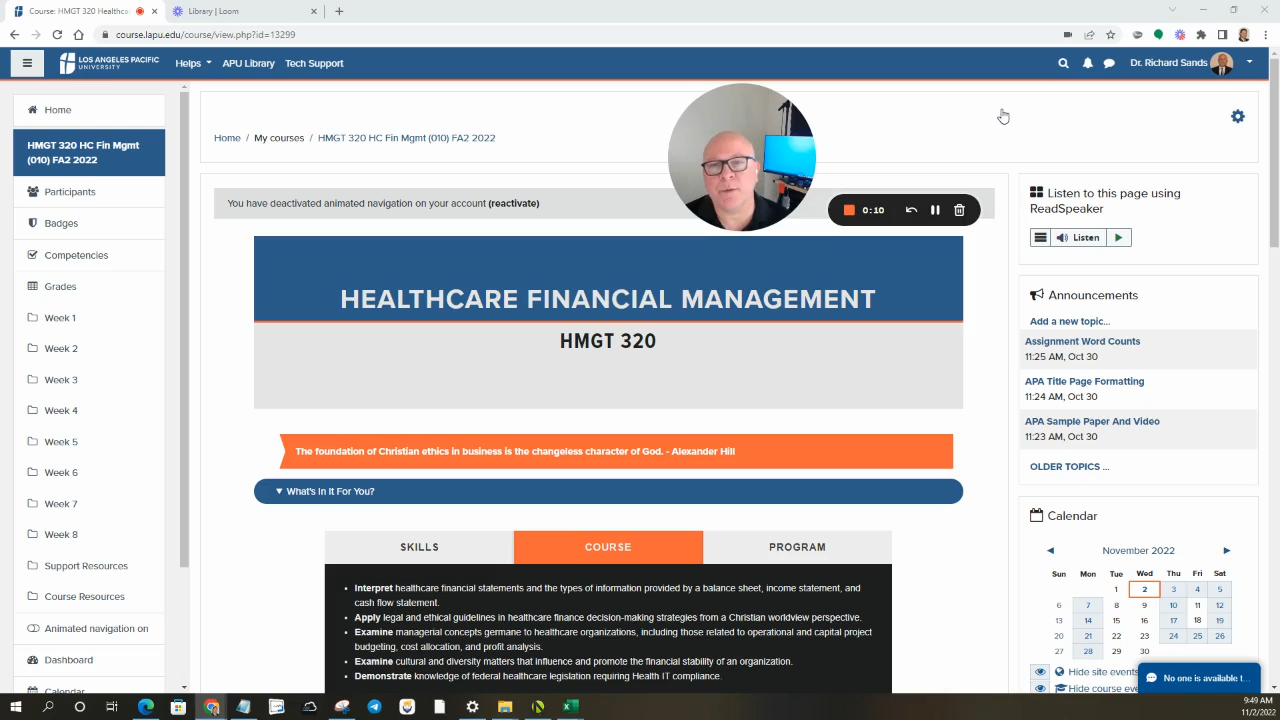 Course: HMGT 320 Healthca
Library | Loom
course.lapu.edu/course/view.php?id=13299
LOS ANGELES PACIFIC
UNIVERSITY
Helps
APU Library
Tech Support
Dr. Richard Sands
Home
HMGT 320 HC Fin Mgmt
(010) FA2 2022
Participants
Badges
Competencies
Grades
Week 1
Week 2
Week 3
Week 4
Week 5
Week 6
Week 7
Week 8
Support Resources
Course Resources
Animated navigation on
Dashboard
Calendar
Home / My courses / HMGT 320 HC Fin Mgmt (010) FA2 2022
You have deactivated animated navigation on your account (reactivate)
0:10
HEALTHCARE FINANCIAL MANAGEMENT
HMGT 320
The foundation of Christian ethics in business is the changeless character of God. - Alexander Hill
What's In It For You?
SKILLS
COURSE
PROGRAM
Interpret healthcare financial statements and the types of information provided by a balance sheet, income statement, and
cash flow statement.
Apply legal and ethical guidelines in healthcare finance decision-making strategies from a Christian worldview perspective.
Examine managerial concepts germane to healthcare organizations, including those related to operational and capital project
budgeting, cost allocation, and profit analysis.
Examine cultural and diversity matters that influence and promote the financial stability of an organization.
Demonstrate knowledge of federal healthcare legislation requiring Health IT compliance.
Listen to this page using
ReadSpeaker
Listen
Announcements
Add a new topic...
Assignment Word Counts
11:25 AM, Oct 30
APA Title Page Formatting
11:24 AM, Oct 30
APA Sample Paper And Video
11:23 AM, Oct 30
OLDER TOPICS ...
Calendar
November 2022
Sun Mon Tue Wed Thu Fri Sat
1 2 3 4 5
6 7 8 9 10 11 12
13 14 15 16 17 18 19
20 21 22 23 24 25 26
27 28 29 30
Hide site events
Hide course eve
No one is available t...
9:49 AM
11/2/2022